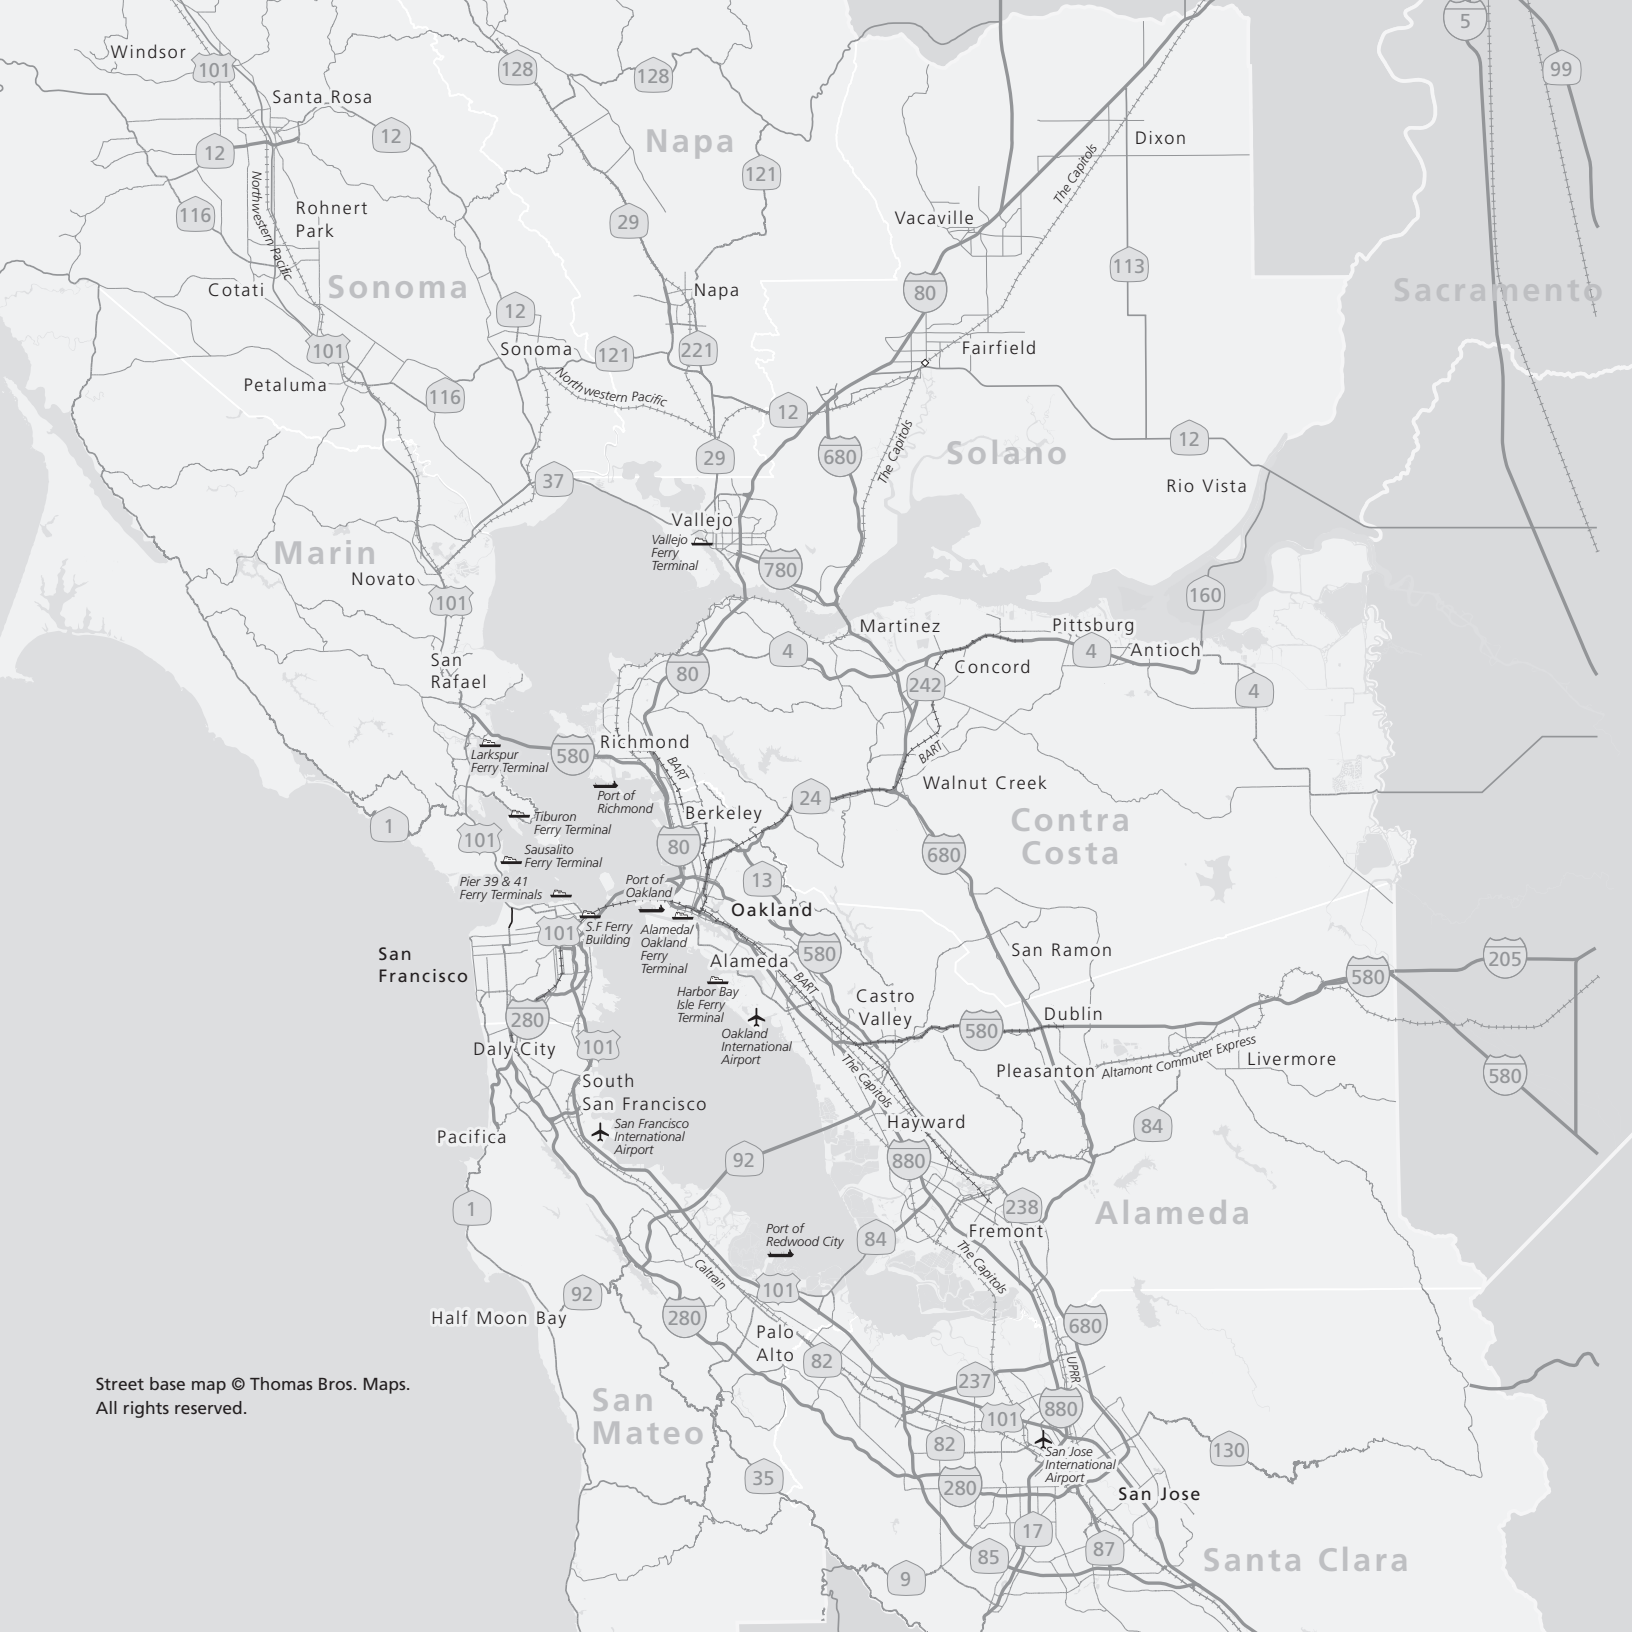 5
99
Windsor
101
128
128
Santa Rosa
12
12
Napa
Dixon
The Capitols
121
Northwestern Pacific
116
Rohnert
Park
29
Vacaville
113
Cotati
Sonoma
Napa
80
Sacramento
12
101
Sonoma
121
221
Fairfield
Petaluma
116
Northwestern Pacific
12
The Capitols
12
29
680
Solano
37
Rio Vista
Vallejo
Vallejo
Ferry
Terminal
Marin
Novato
780
101
160
Martinez
Pittsburg
4
4
Antioch
San
Rafael
80
Concord
242
4
Larkspur
Ferry Terminal
580
Richmond
BART
BART
Port of
Richmond
24
Walnut Creek
1
101
Tiburon
Ferry Terminal
Berkeley
Contra
Costa
80
680
Sausalito
Ferry Terminal
Pier 39 & 41
Ferry Terminals
Port of
Oakland
13
Oakland
101
S.F Ferry
Building
Alameda/
Oakland
Ferry
Terminal
San
Francisco
Alameda
580
San Ramon
205
580
BART
Harbor Bay
Isle Ferry
Terminal
Castro
Valley
280
Oakland
International
Airport
580
Dublin
Daly City
101
Livermore
Pleasanton
Altamont Commuter Express
580
The Capitols
South
San Francisco
San Francisco
International
Airport
Hayward
84
Pacifica
92
880
1
238
Alameda
Port of
Redwood City
84
Fremont
The Capitols
Caltrain
101
92
Half Moon Bay
280
680
Palo
Alto
82
UPRR
237
Street base map © Thomas Bros. Maps.
All rights reserved.
San
Mateo
101
880
82
San Jose
International
Airport
130
35
280
San Jose
17
85
87
Santa Clara
9